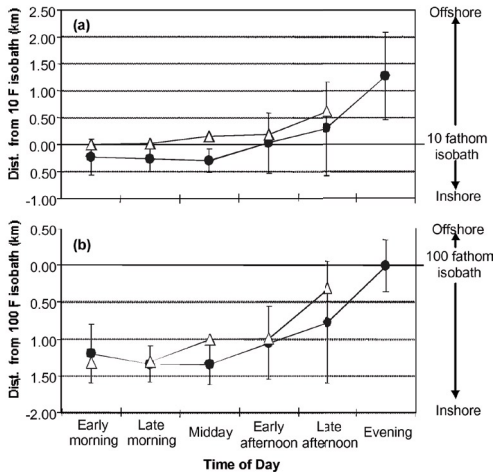 2.50
2.00
1.50
1.00
0.50
0.00
0.50
-1.00
Dist. from 10 F isobath (km)
(a)
Offshore
10 fathom
isobath
Inshore
0.50
0.00
0.50
1.00
1.50
-2.00
Dist. from 100 F isobath (km)
(b)
Offshore
100 fathom
isobath
Inshore
Early
morning
Late
morning
Midday
Early
afternoon
Late
afternoon
Evening
Time of Day